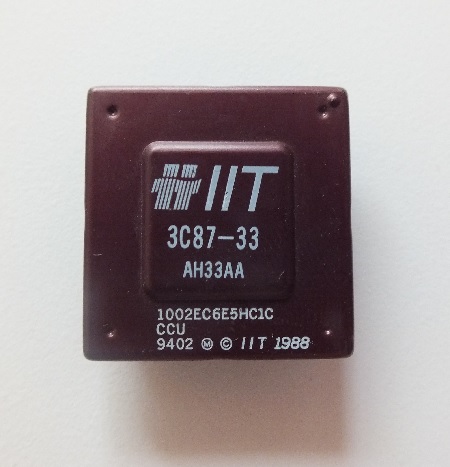 IIT
3C87-33
AH33AA
1002EC6E5HC1C
CCU
9402 Ⓜ © IIT 1988